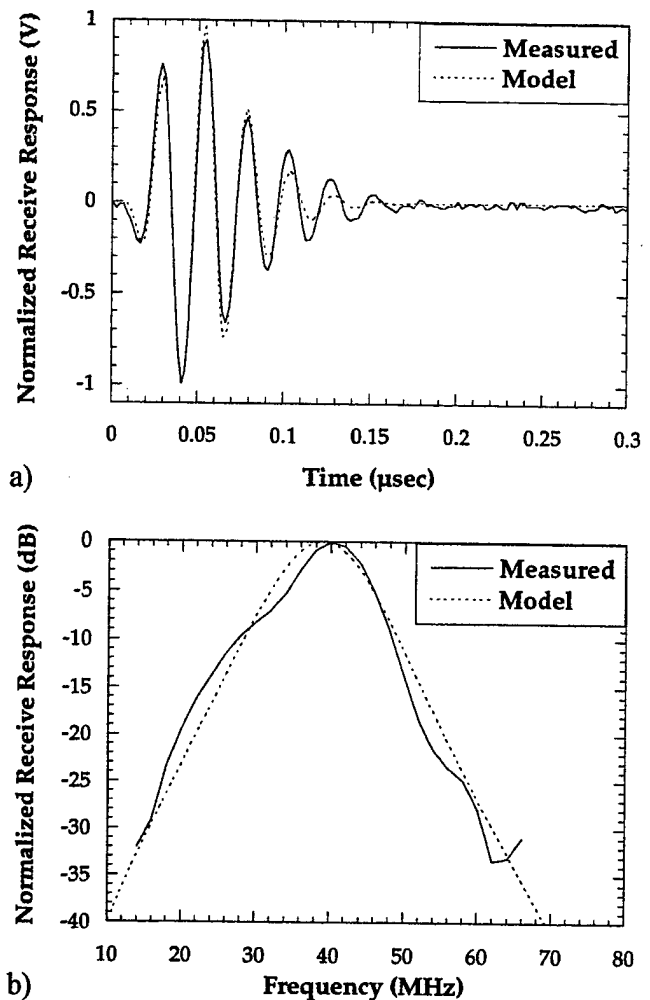 1
0.5
0
-0.5
-1
Normalized Receive Response (V)
Measured
Model
0 0.05 0.1 0.15 0.2 0.25 0.3
Time (μsec)
a)
0
-5
-10
-15
-20
-25
-30
-35
-40
Normalized Receive Response (dB)
Measured
Model
10 20 30 40 50 60 70 80
Frequency (MHz)
b)